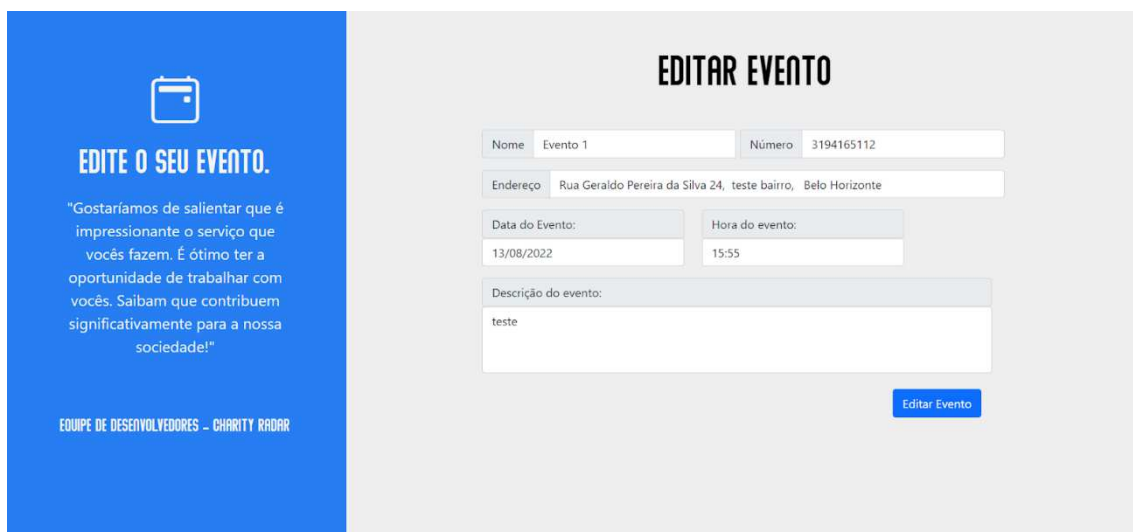 EDITE O SEU EVENTO.
"Gostaríamos de salientar que é
impressionante o serviço que
vocês fazem. É ótimo ter a
oportunidade de trabalhar com
vocês. Saibam que contribuem
significativamente para a nossa
sociedade!"
EQUIPE DE DESENVOLVEDORES - CHARITY RADAR
EDITAR EVENTO
Nome Evento 1 Número 3194165112
Endereço Rua Geraldo Pereira da Silva 24, teste bairro, Belo Horizonte
Data do Evento: Hora do evento:
13/08/2022 15:55
Descrição do evento:
teste
Editar Evento